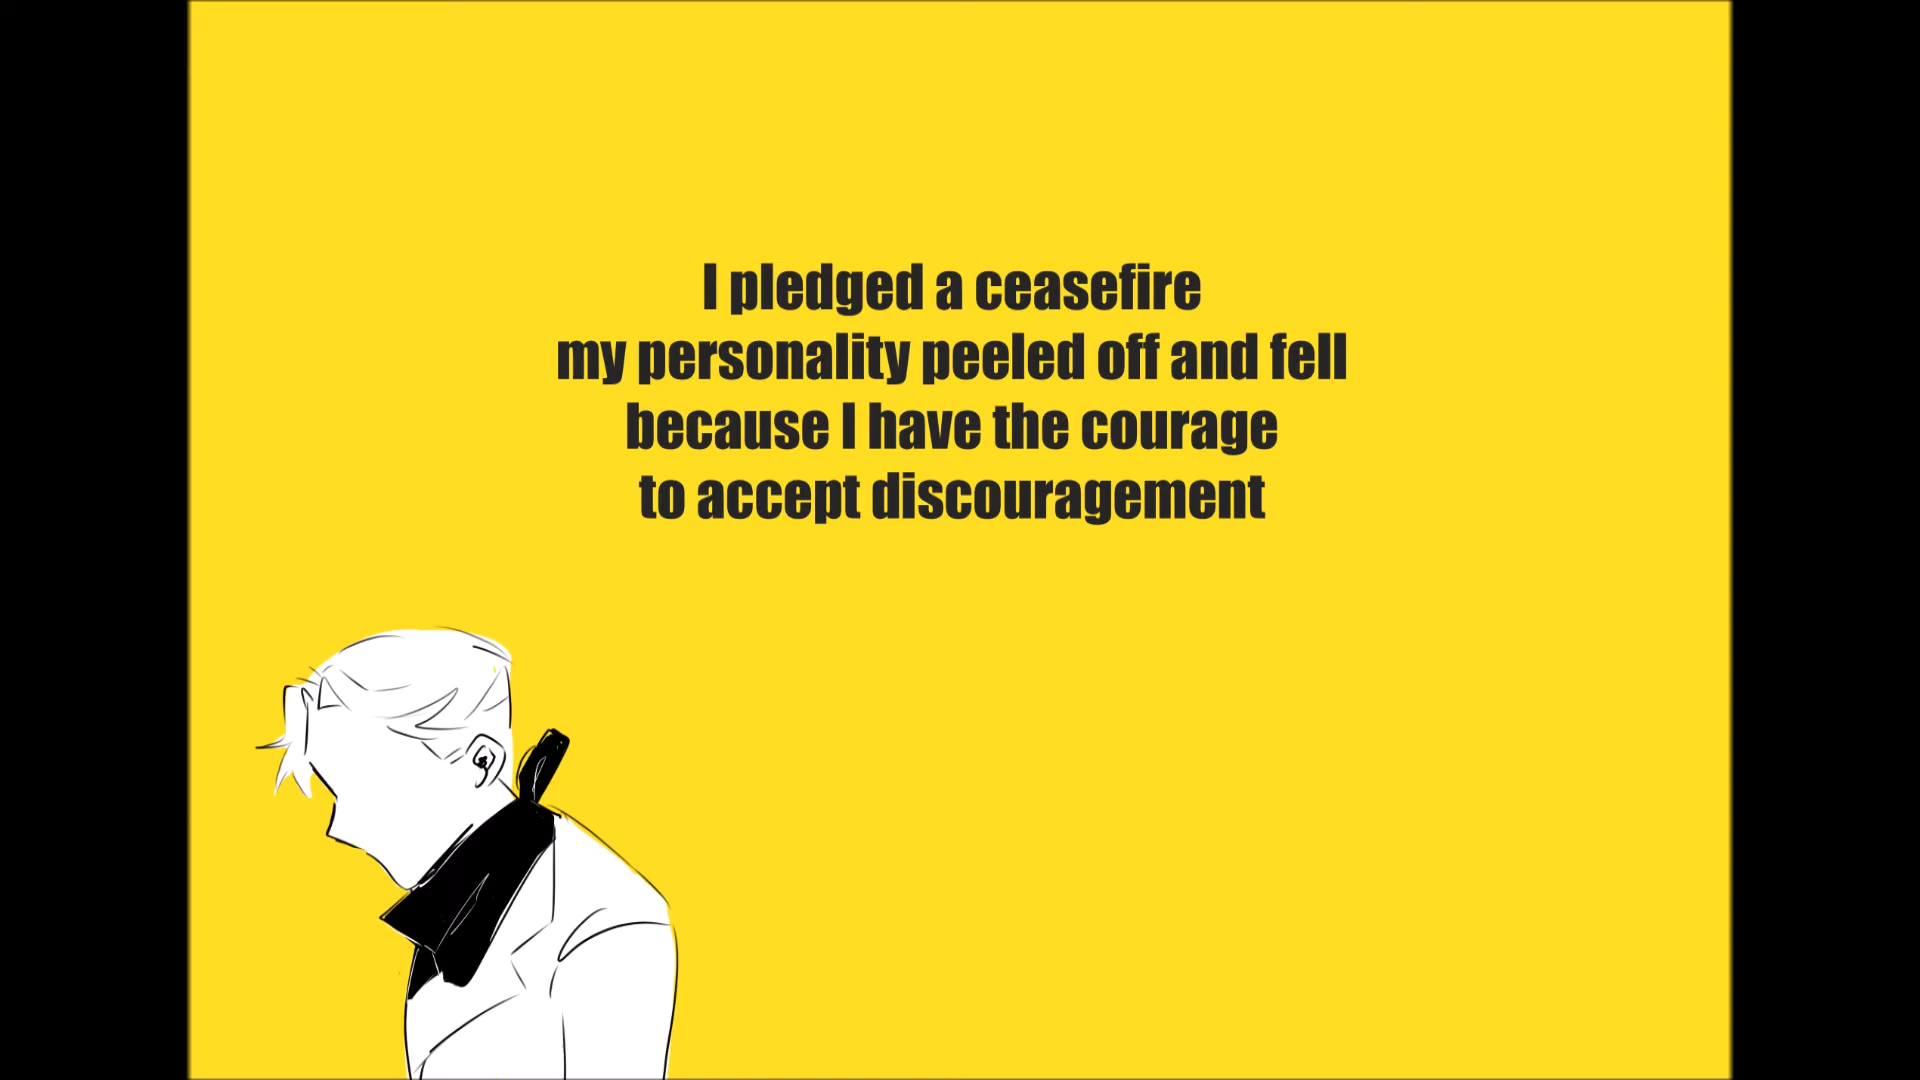 I pledged a ceasefire
my personality peeled off and fell
because I have the courage
to accept discouragement